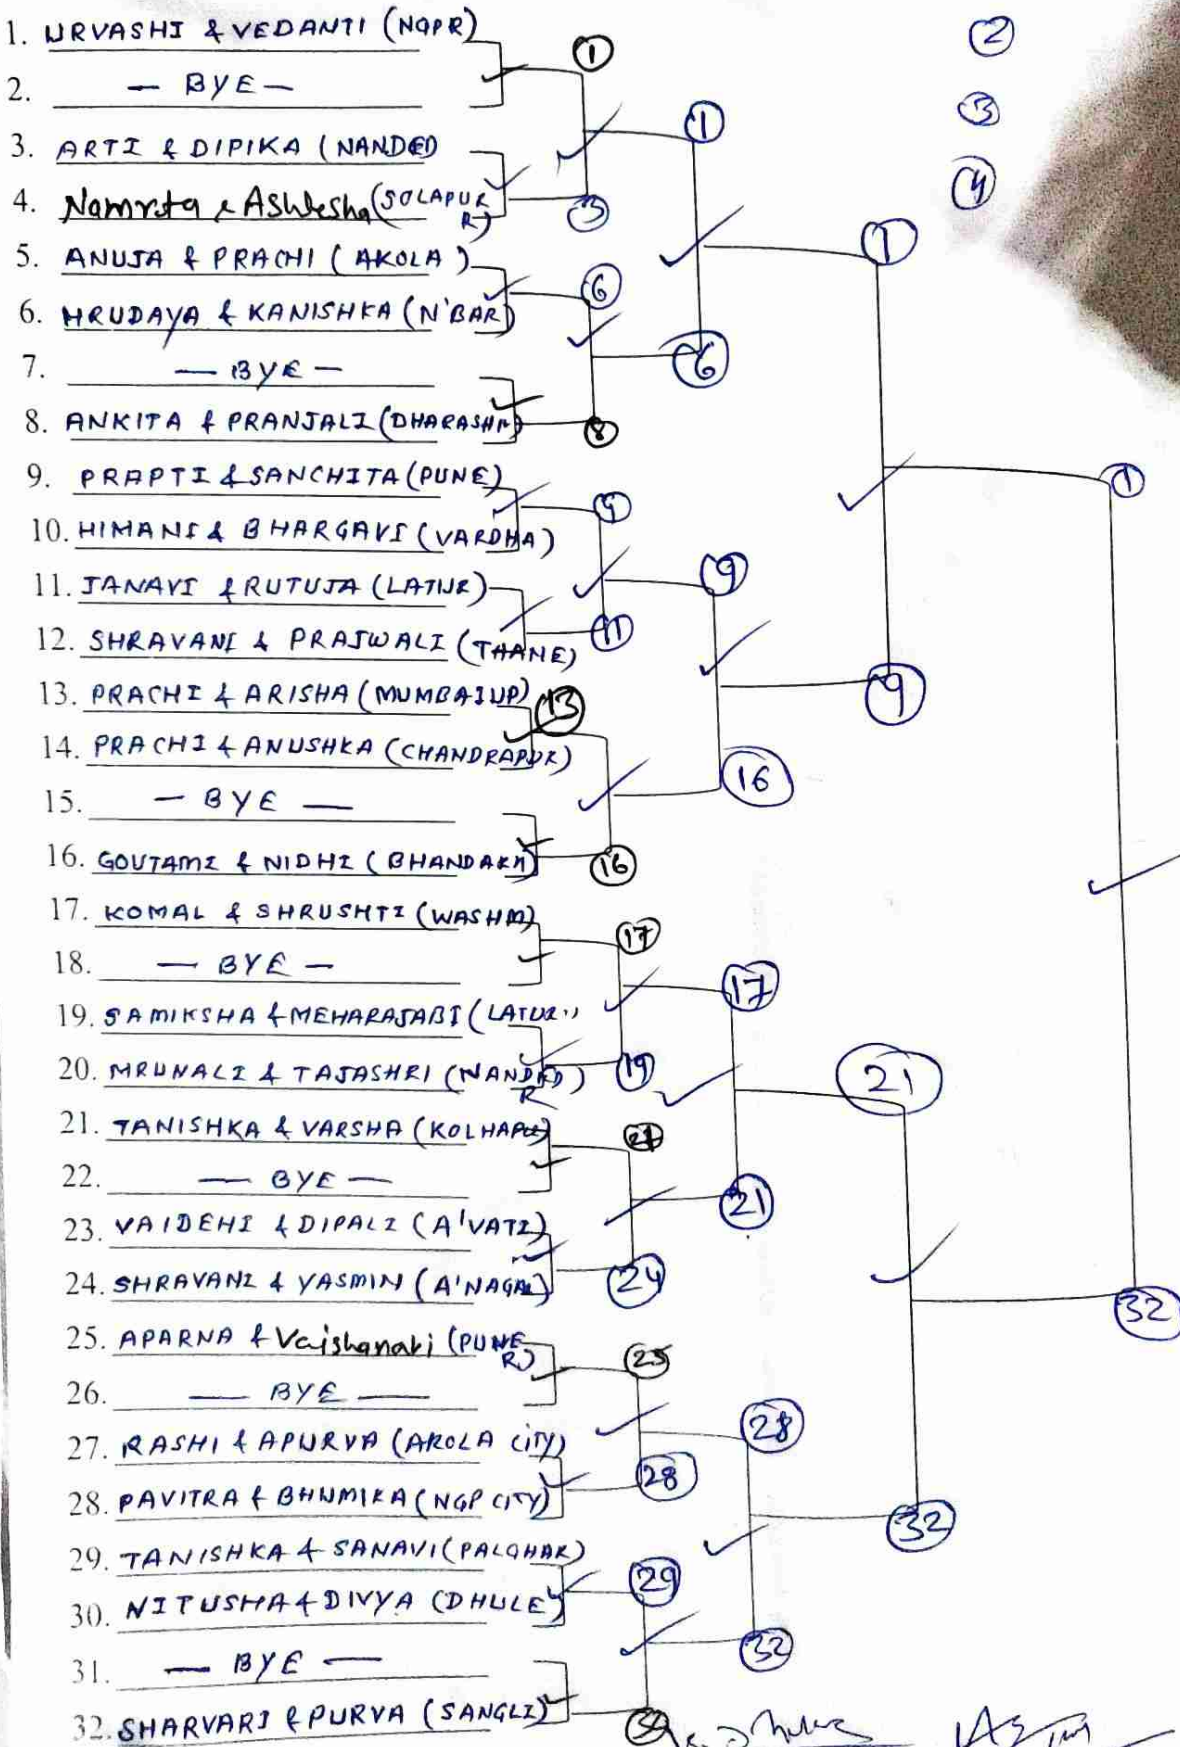 1. URVASHI & VEDANTI (NGPR)
2. — BYE —
3. ARTI & DIPIKA (NANDED)
4. Namrata & Ashlesha (SOLAPUR R)
5. ANUJA & PRACHI (AKOLA)
6. HRUDAYA & KANISHKA (N'BAR)
7. — BYE —
8. ANKITA & PRANJALI (DHARASHIV)
9. PRAPTI & SANCHITA (PUNE)
10. HIMANI & BHARGAVI (VARDHA)
11. JANAVI & RUTUJA (LATUR)
12. SHRAVANI & PRAJWALI (THANE)
13. PRACHI & ARISHA (MUMBAIUP)
14. PRACHI & ANUSHKA (CHANDRAPUR)
15. — BYE —
16. GOUTAMI & NIDHI (BHANDARA)
17. KOMAL & SHRUSHTI (WASHIM)
18. — BYE —
19. SAMIKSHA & MEHARAJABI (LATUR
20. MRUNALI & TAJASHRI (NANDED R)
21. TANISHKA & VARSHA (KOLHAPUR)
22. — BYE —
23. VAIDEHI & DIPALI (A'VATI)
24. SHRAVANI & YASMIN (A'NAGAR)
25. APARNA & Vaishanavi (PUNE R)
26. — BYE —
27. RASHI & APURVA (AKOLA CITY)
28. PAVITRA & BHUMIKA (NGP CITY)
29. TANISHKA & SANAVI (PALGHAR)
30. NITUSHA & DIVYA (DHULE)
31. — BYE —
32. SHARVARI & PURVA (SANGLI)
1
3
6
8
9
11
13
16
17
19
21
24
25
28
29
32
1
6
9
16
17
21
28
32
1
9
21
32
1
32
2
3
4